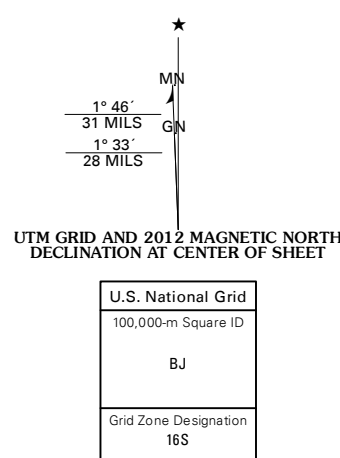 ★
MN
1° 46´
31 MILS
GN
1° 33´
28 MILS
UTM GRID AND 2012 MAGNETIC NORTH
DECLINATION AT CENTER OF SHEET
U.S. National Grid
100,000-m Square ID
BJ
Grid Zone Designation
16S